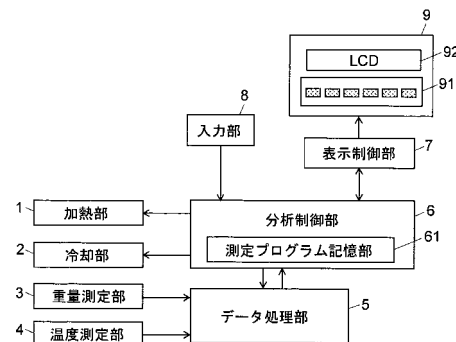 9
LCD
92
91
8
入力部
表示制御部
7
1
加熱部
分析制御部
6
測定プログラム記憶部
61
2
冷却部
3
重量測定部
データ処理部
5
4
温度測定部